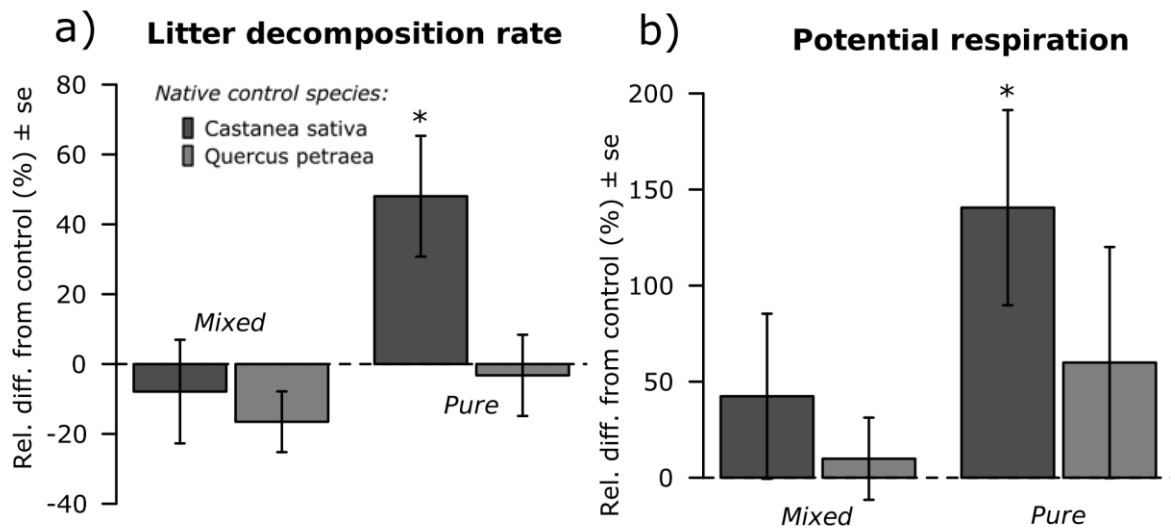 a) Litter decomposition rate
Rel. diff. from control (%) ± se
80
60
40
20
0
-20
-40
Native control species:
Castanea sativa
Quercus petraea
*
Mixed
Pure
b) Potential respiration
Rel. diff. from control (%) ± se
200
150
100
50
0
*
Mixed
Pure